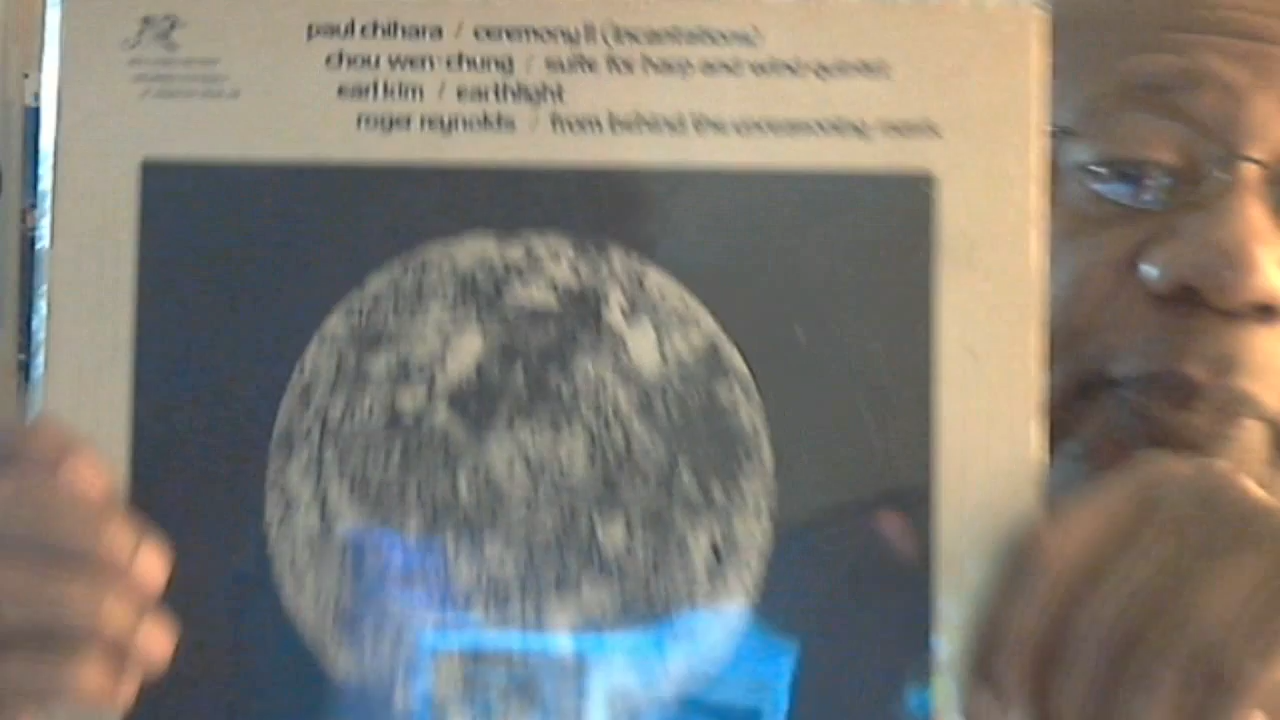 paul chihara / ceremony II (incantations)
chou wen-chung / suite for harp and wind quintet
earl kim / earthlight
roger reynolds / from behind the unreasoning mask